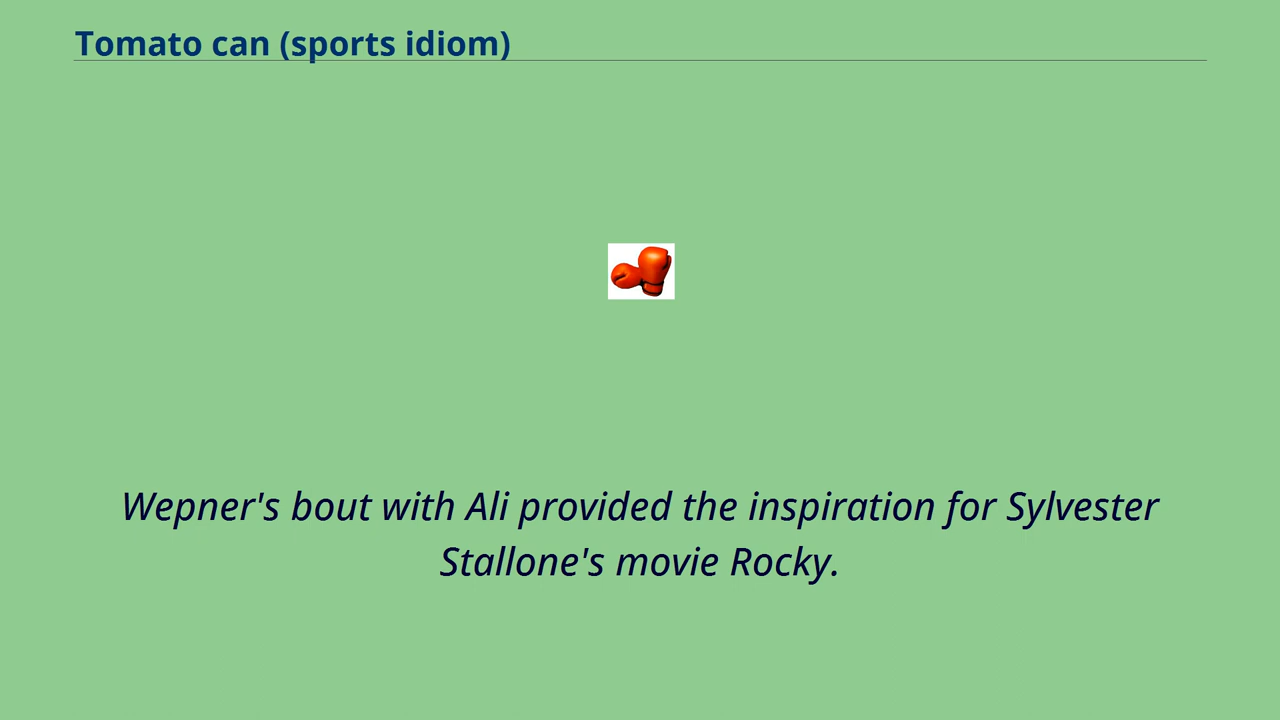 Tomato can (sports idiom)
Wepner's bout with Ali provided the inspiration for Sylvester
Stallone's movie Rocky.